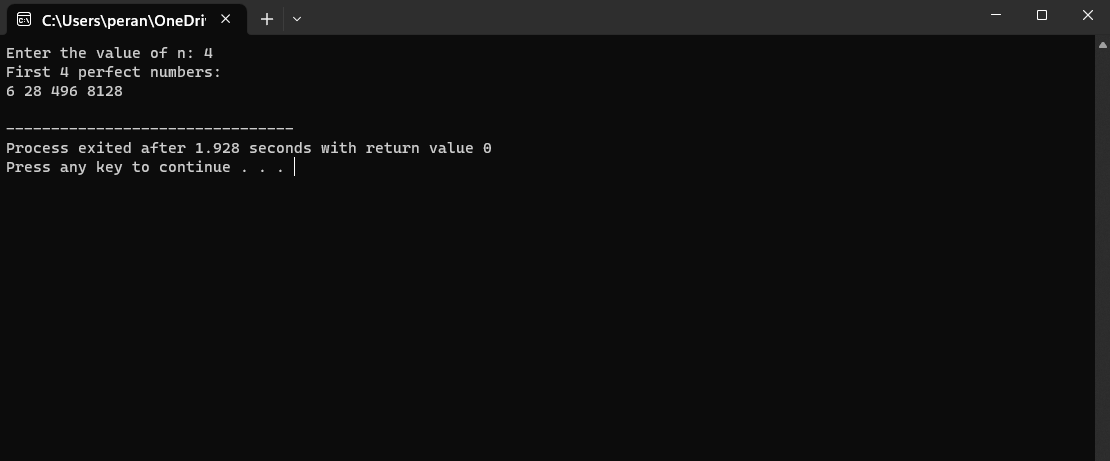 C:\Users\peran\OneDri
Enter the value of n: 4
First 4 perfect numbers:
6 28 496 8128
--------------------------------
Process exited after 1.928 seconds with return value 0
Press any key to continue . . .